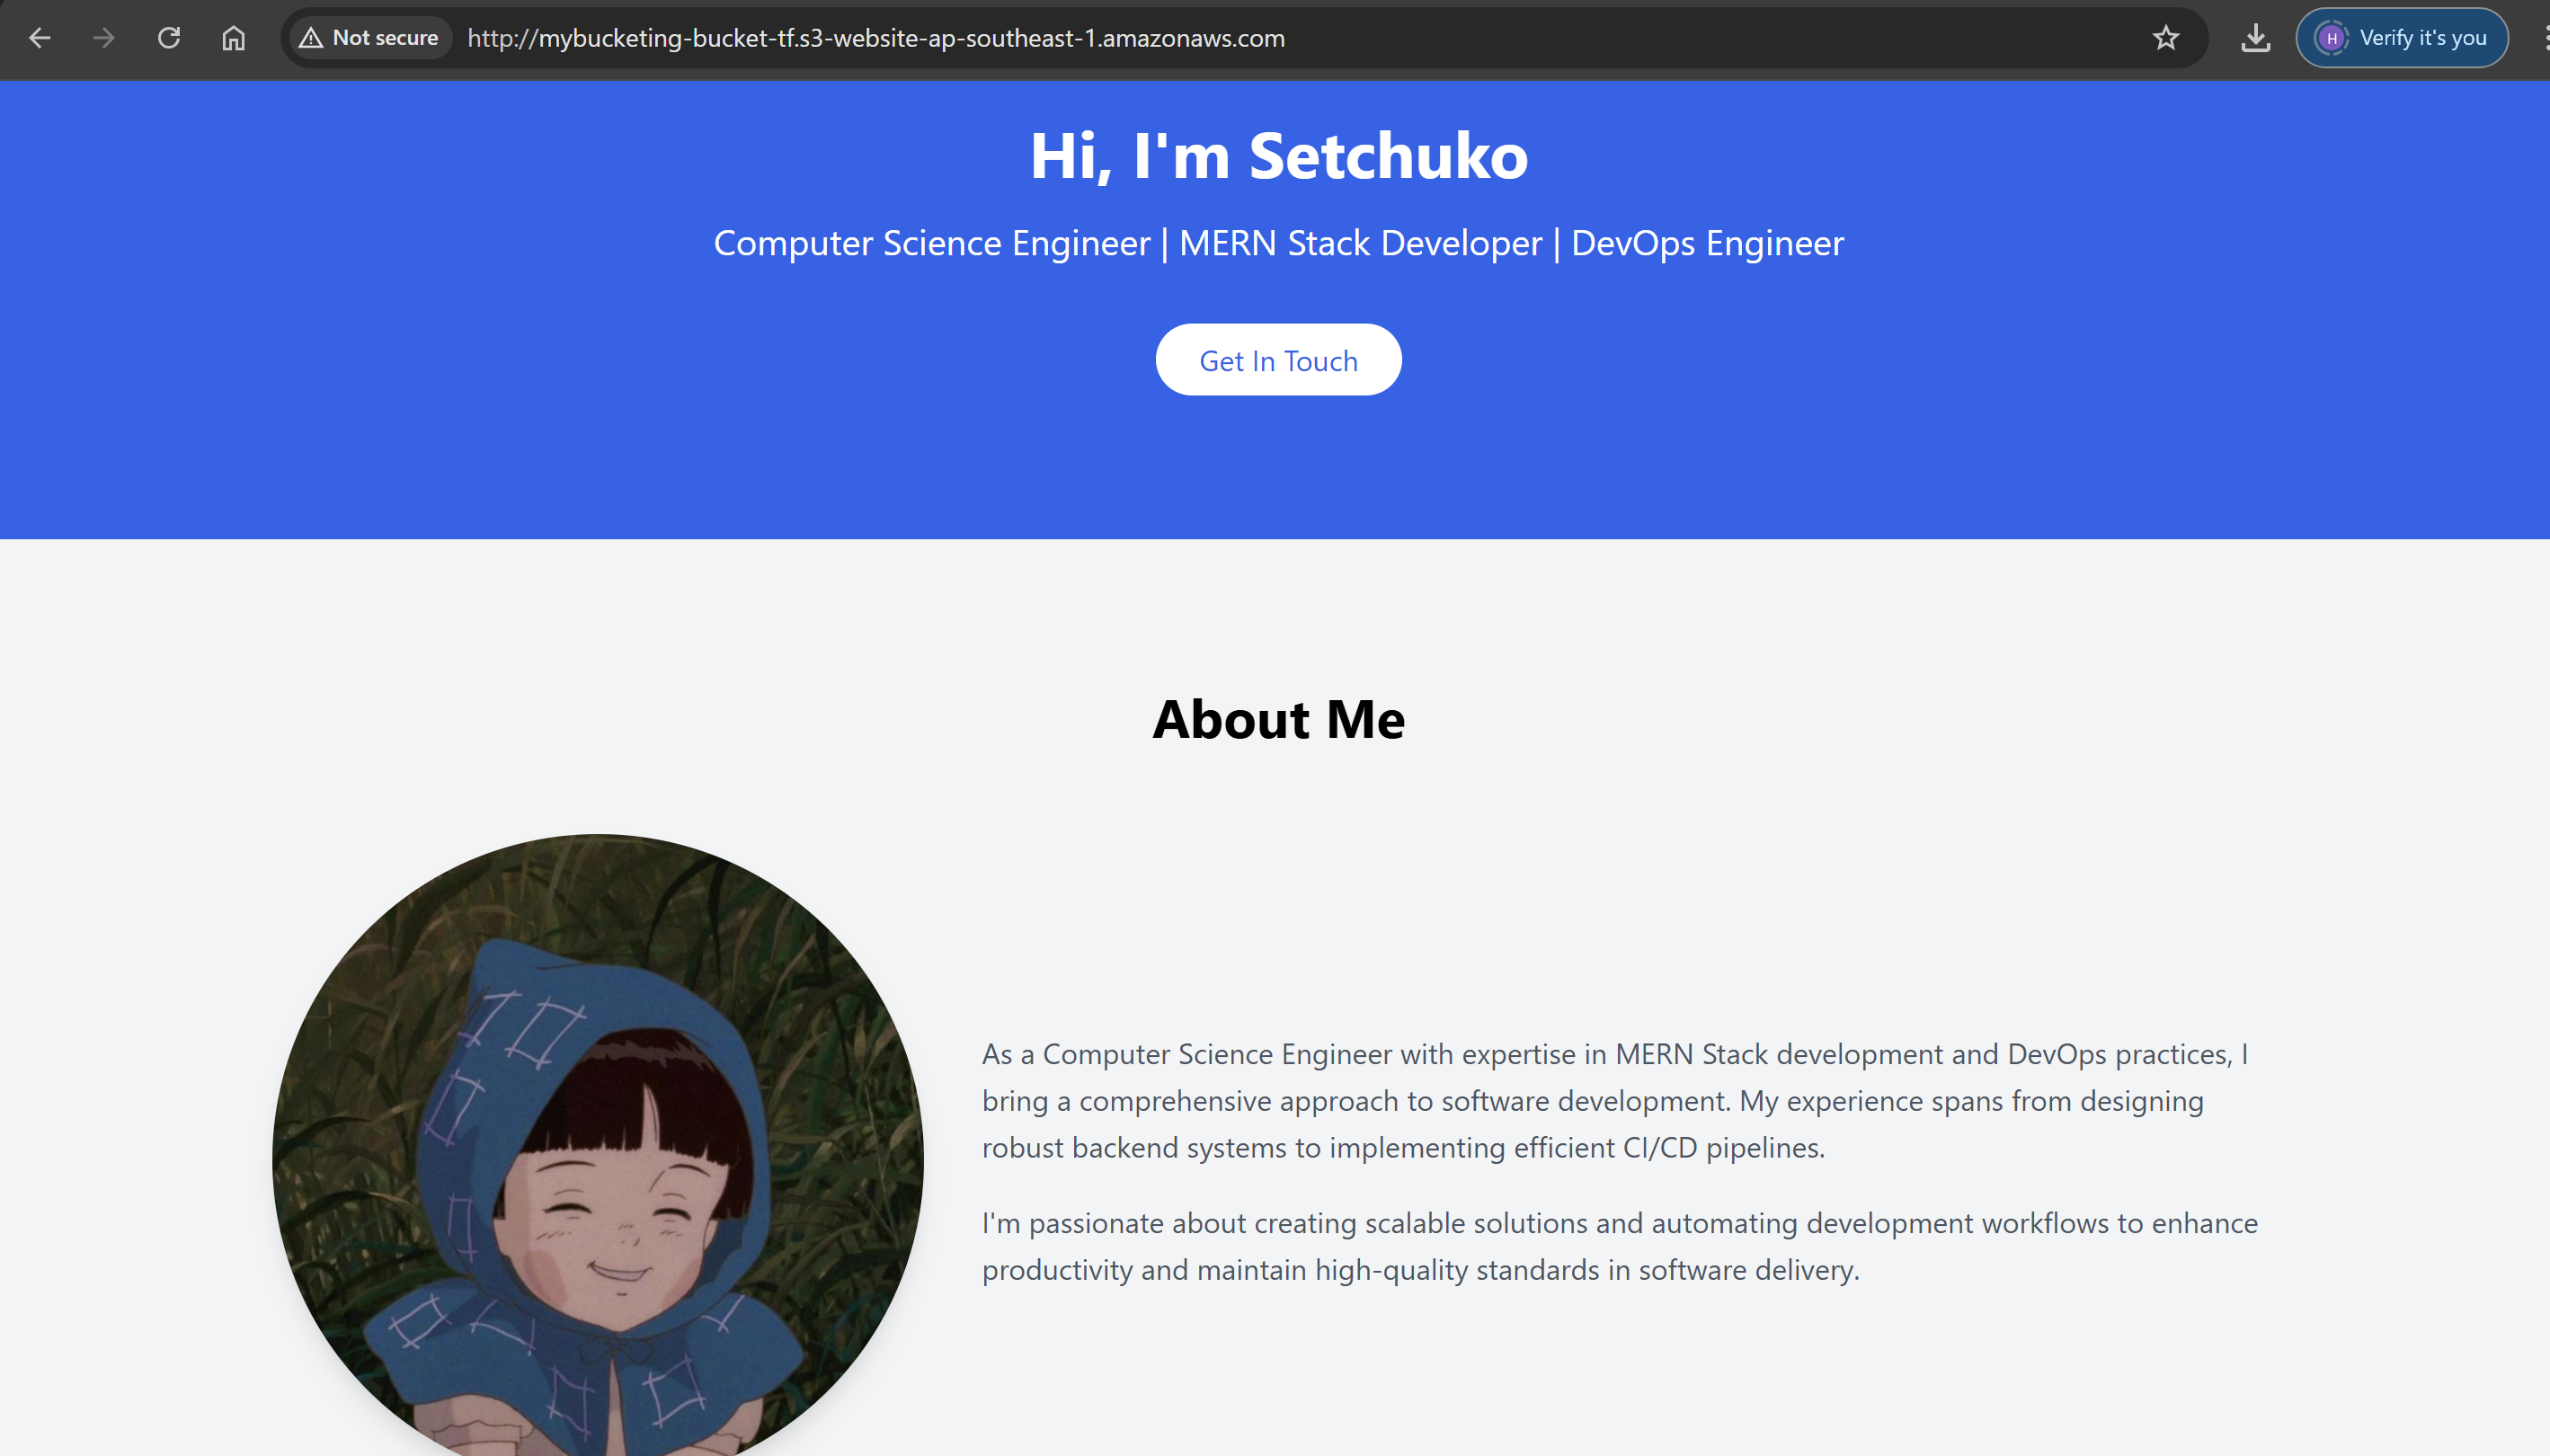 Not secure
http://mybucketing-bucket-tf.s3-website-ap-southeast-1.amazonaws.com
H
Verify it's you
Hi, I'm Setchuko
Computer Science Engineer | MERN Stack Developer | DevOps Engineer
Get In Touch
About Me
As a Computer Science Engineer with expertise in MERN Stack development and DevOps practices, I
bring a comprehensive approach to software development. My experience spans from designing
robust backend systems to implementing efficient CI/CD pipelines.
I'm passionate about creating scalable solutions and automating development workflows to enhance
productivity and maintain high-quality standards in software delivery.